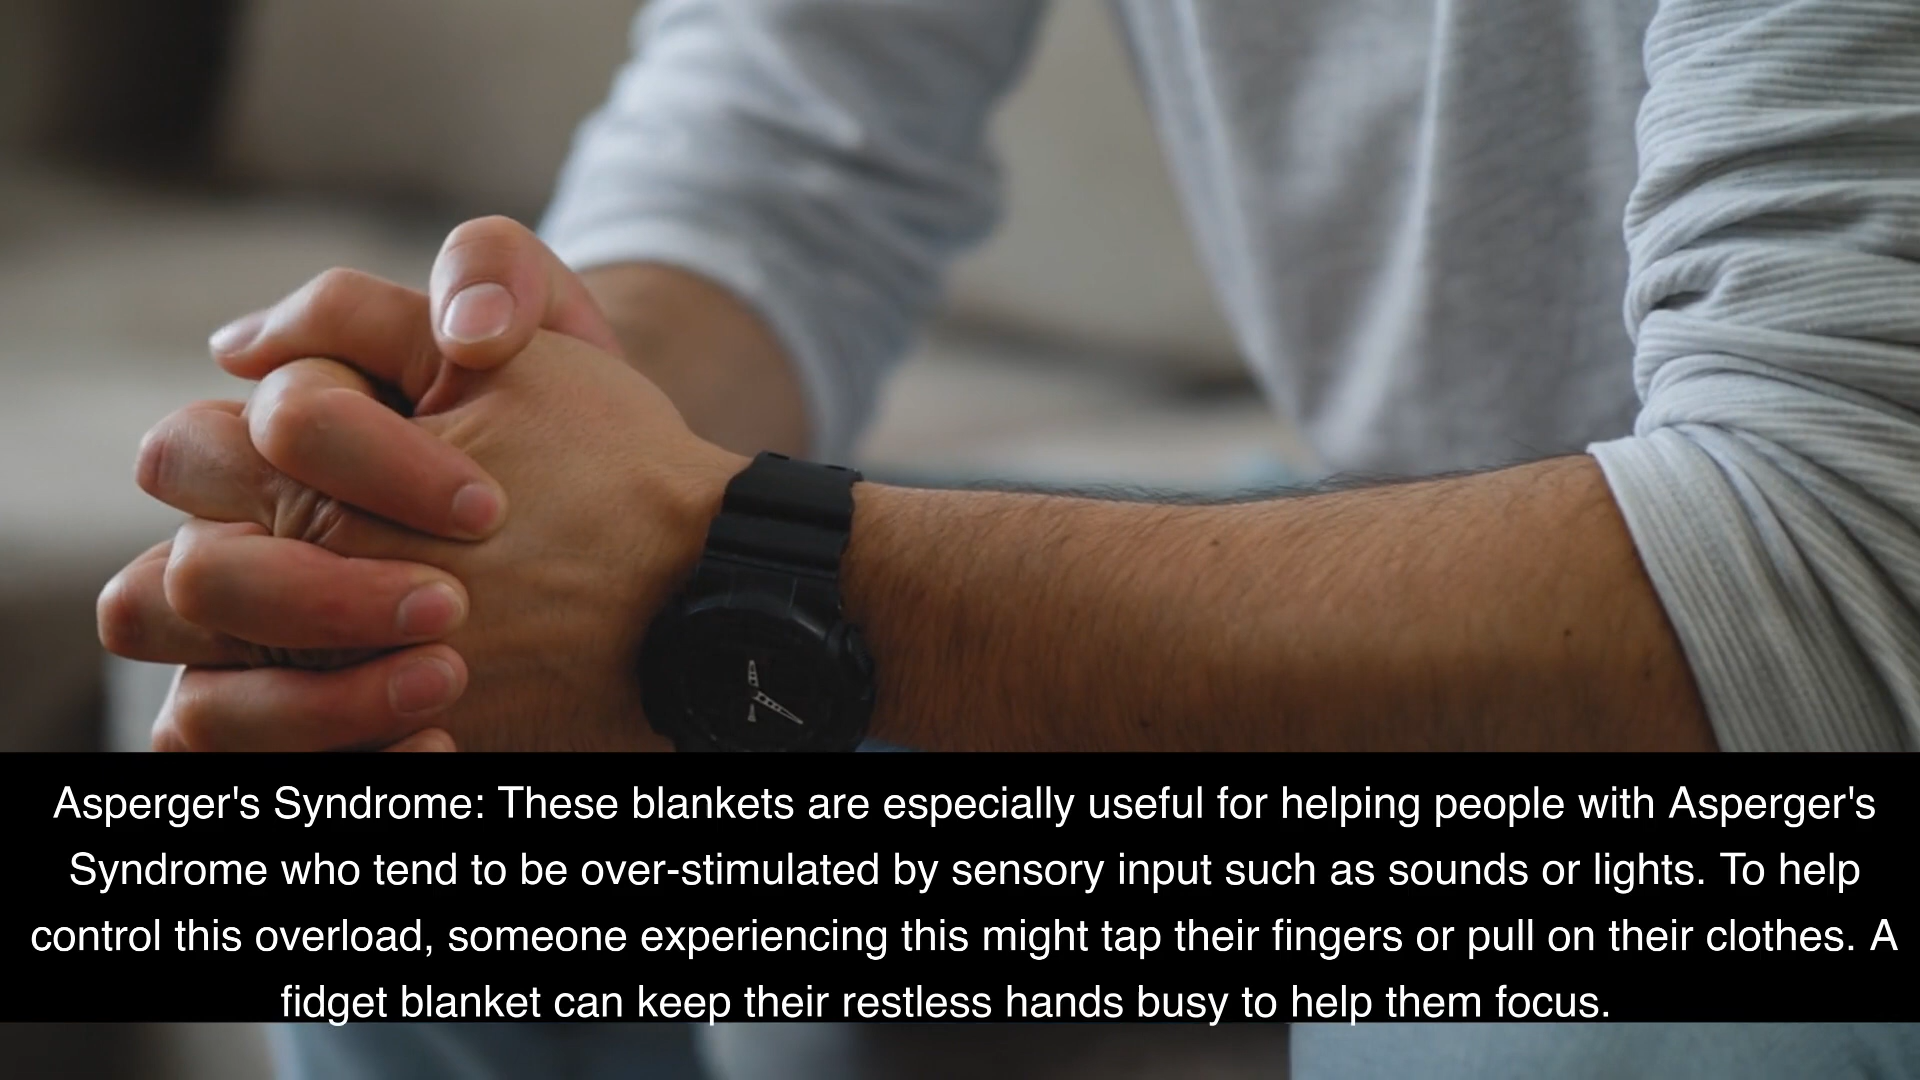 Asperger's Syndrome: These blankets are especially useful for helping people with Asperger's
Syndrome who tend to be over-stimulated by sensory input such as sounds or lights. To help
control this overload, someone experiencing this might tap their fingers or pull on their clothes. A
fidget blanket can keep their restless hands busy to help them focus.